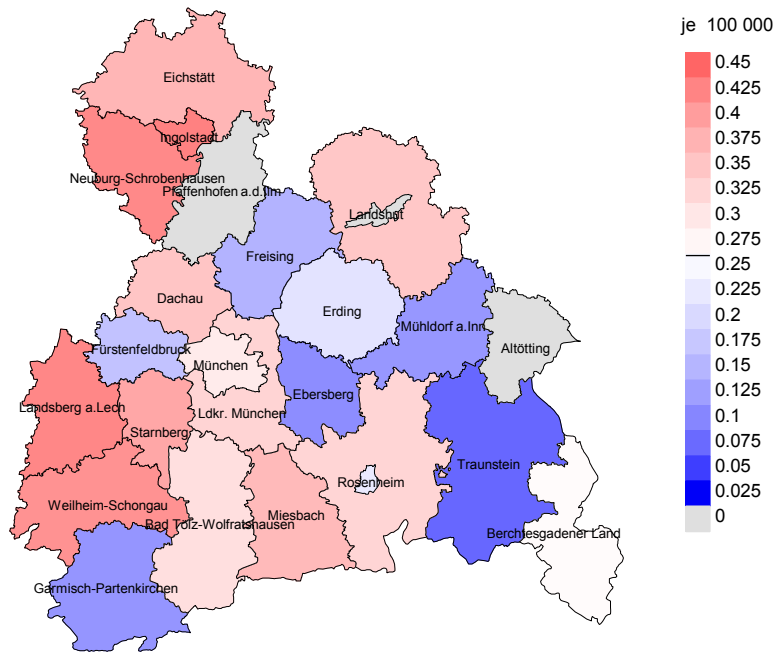 je 100 000
0.45
0.425
0.4
0.375
0.35
0.325
0.3
0.275
0.25
0.225
0.2
0.175
0.15
0.125
0.1
0.075
0.05
0.025
0
Eichstätt
Ingolstadt
Neuburg-Schrobenhausen
Pfaffenhofen a.d.Ilm
Landshut
Freising
Dachau
Erding
Mühldorf a.Inn
Altötting
Fürstenfeldbruck
München
Ebersberg
Landsberg a.Lech
Ldkr. München
Starnberg
Traunstein
Rosenheim
Weilheim-Schongau
Miesbach
Bad Tölz-Wolfratshausen
Berchtesgadener Land
Garmisch-Partenkirchen